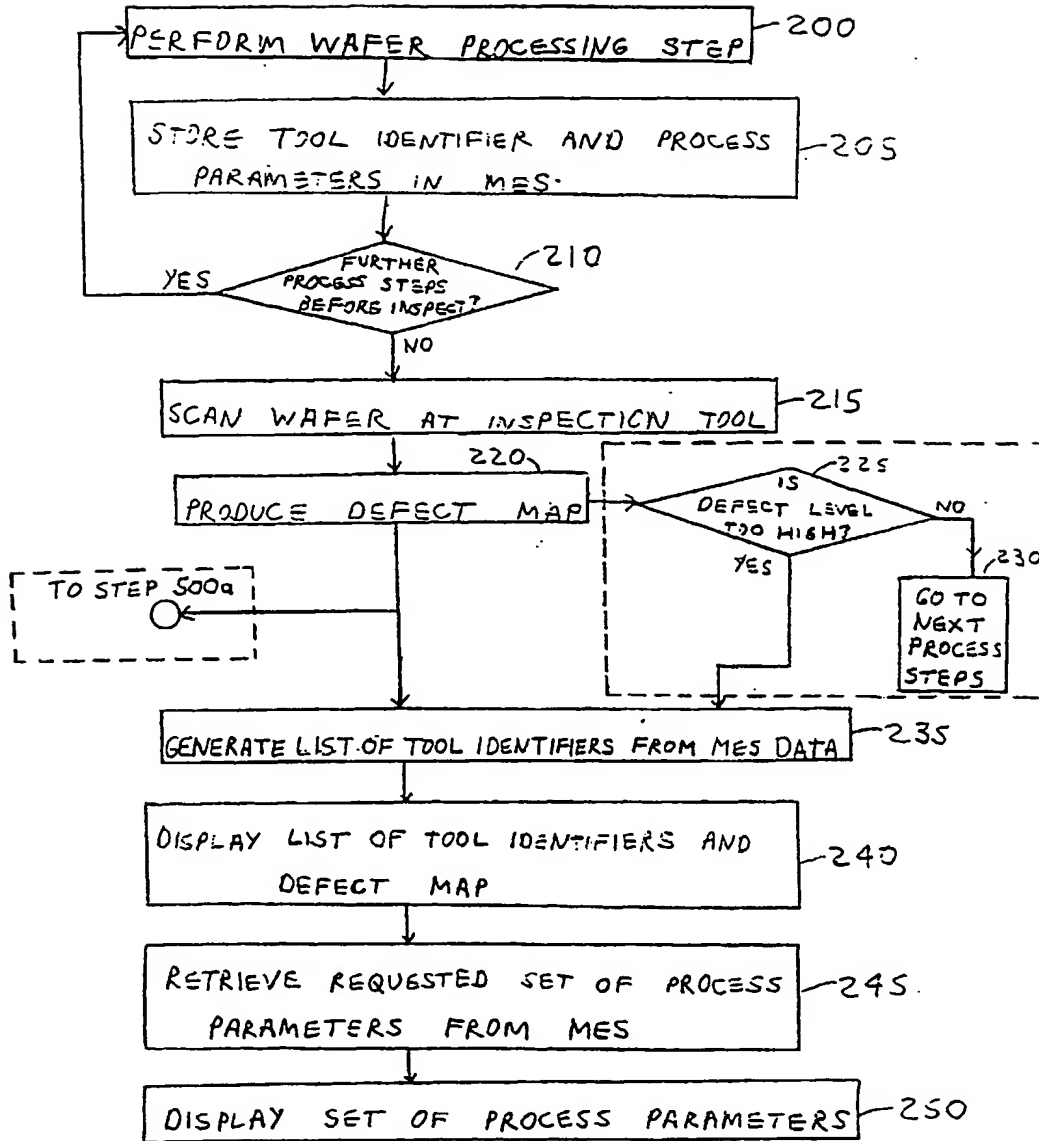 PERFORM WAFER PROCESSING STEP
200
STORE TOOL IDENTIFIER AND PROCESS
PARAMETERS IN MES.
205
210
FURTHER
PROCESS STEPS
BEFORE INSPECT?
YES
NO
SCAN WAFER AT INSPECTION TOOL
215
220
PRODUCE DEFECT MAP
225
IS
DEFECT LEVEL
TOO HIGH?
NO
YES
230
GO TO
NEXT
PROCESS
STEPS
TO STEP 500a
GENERATE LIST OF TOOL IDENTIFIERS FROM MES DATA
235
DISPLAY LIST OF TOOL IDENTIFIERS AND
DEFECT MAP
240
RETRIEVE REQUESTED SET OF PROCESS
PARAMETERS FROM MES
245
DISPLAY SET OF PROCESS PARAMETERS
250